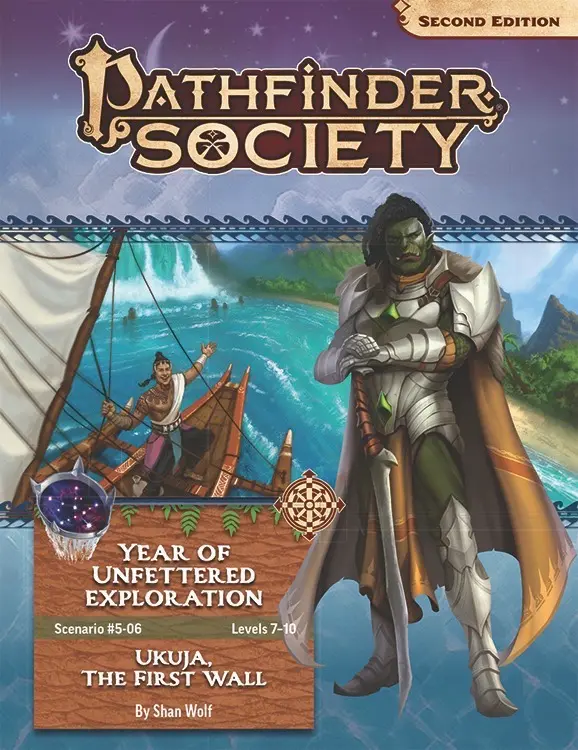 Second Edition
Pathfinder
Society
Year of
Unfettered
Exploration
Scenario #5-06 Levels 7–10
Ukuja,
The First Wall
By Shan Wolf